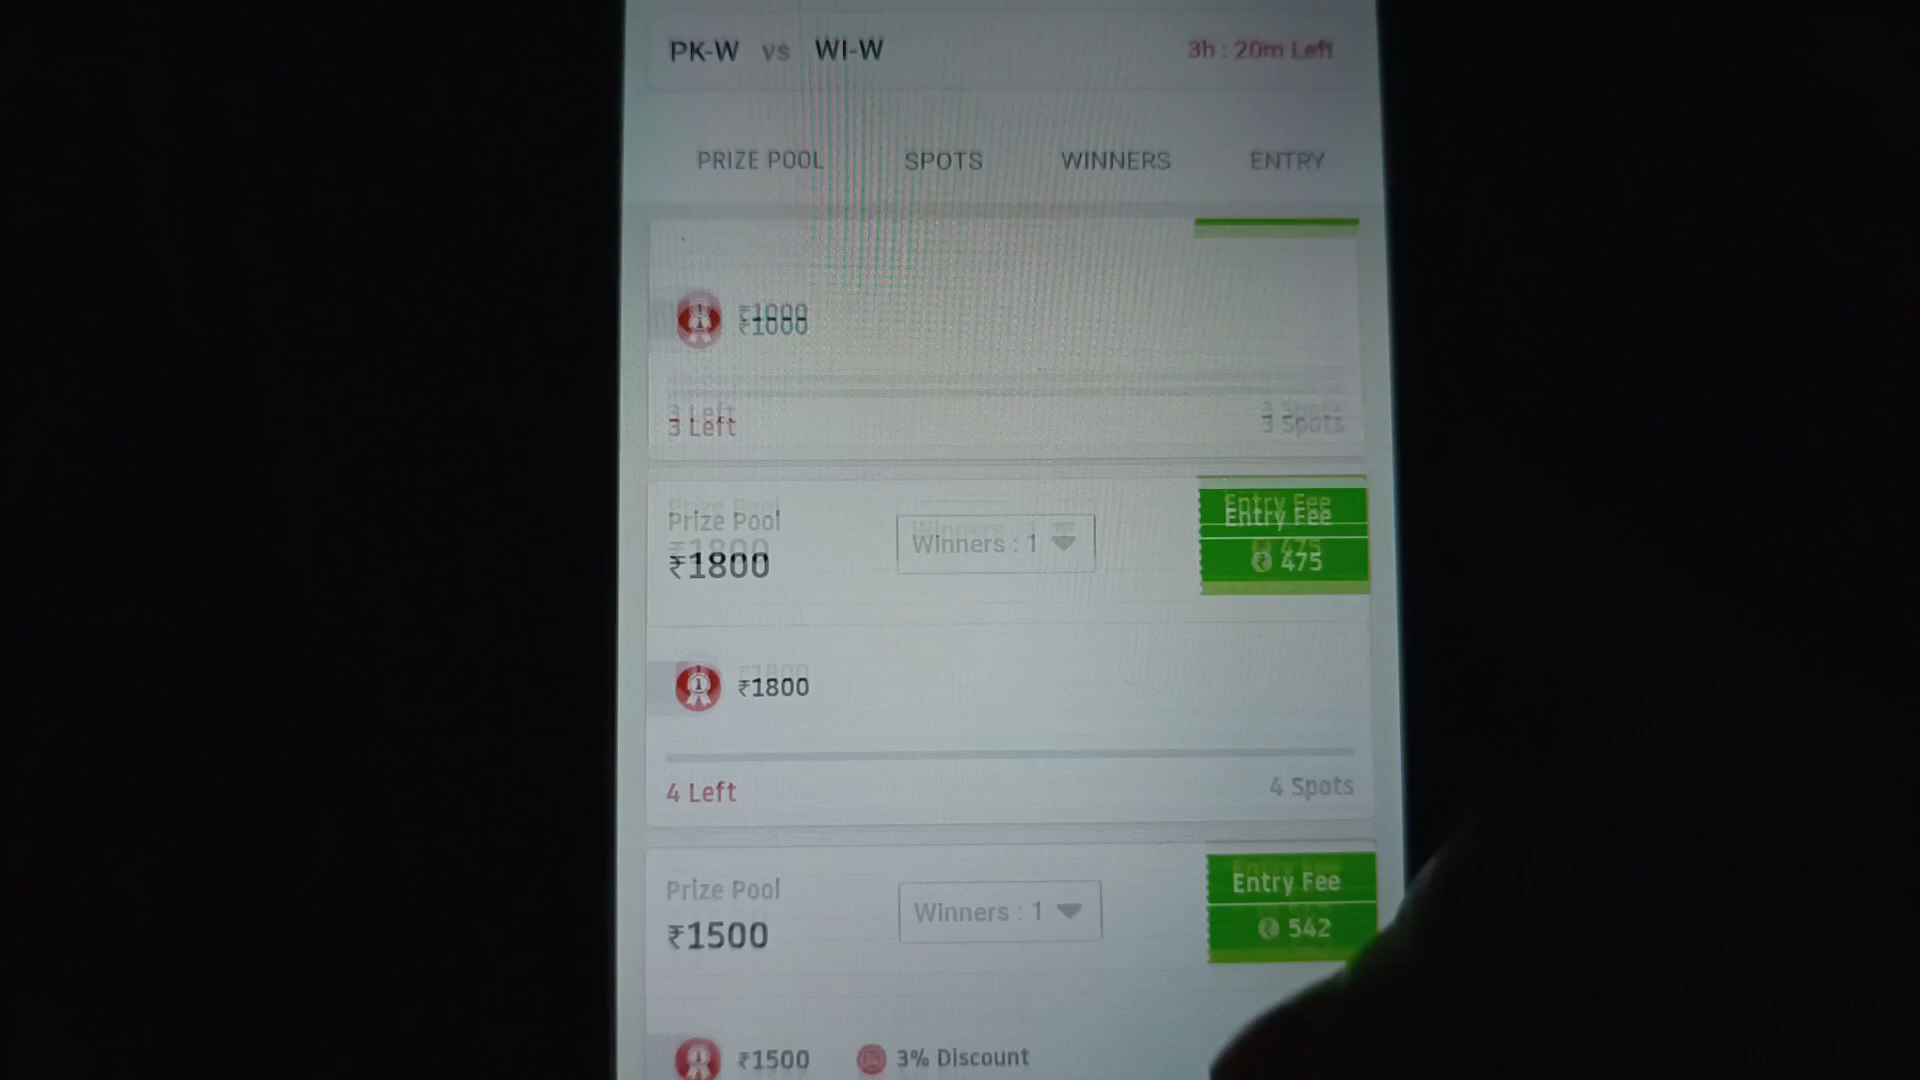 PK-W vs WI-W 3h : 20m Left
PRIZE POOL SPOTS WINNERS ENTRY
₹1000
3 Left 3 Spots
Prize Pool Winners : 1 Entry Fee
₹1800 475
₹1800
4 Left 4 Spots
Prize Pool Winners : 1 Entry Fee
₹1500 542
₹1500 3% Discount